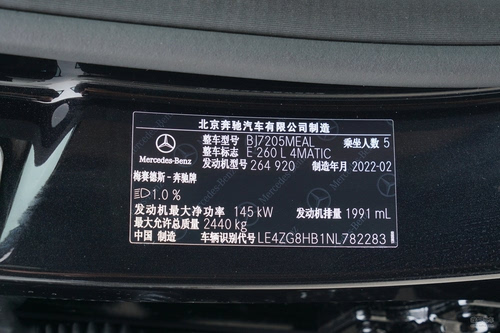 北京奔驰汽车有限公司制造
整车型号 BJ7205MEAL 乘坐人数 5
整车标志 E 260 L 4MATIC
发动机型号 264 920 制造年月 2022-02
Mercedes-Benz
梅赛德斯-奔驰牌
1.0 %
发动机最大净功率 145 kW 发动机排量 1991 mL
最大允许总质量 2440 kg
中国 制造 车辆识别代号 LE4ZG8HB1NL782283